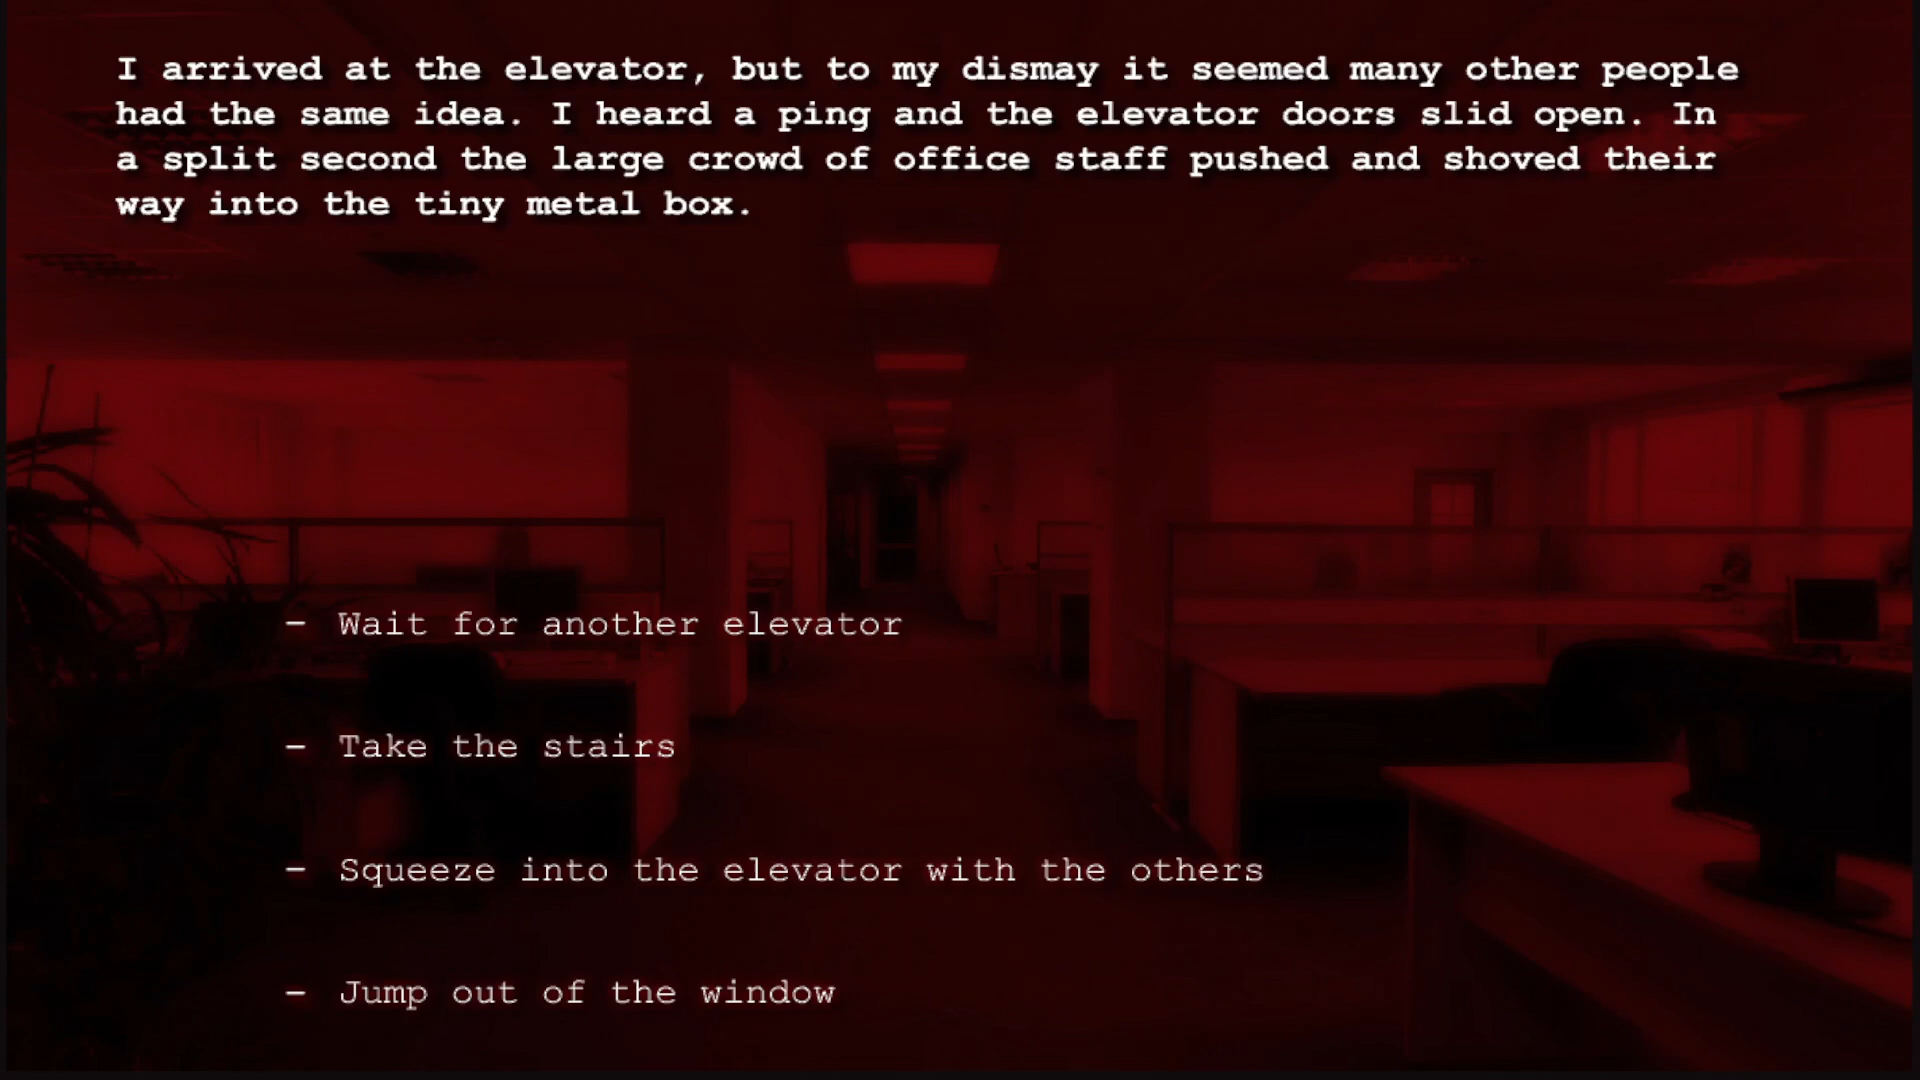 I arrived at the elevator, but to my dismay it seemed many other people
had the same idea. I heard a ping and the elevator doors slid open. In
a split second the large crowd of office staff pushed and shoved their
way into the tiny metal box.
- Wait for another elevator
- Take the stairs
- Squeeze into the elevator with the others
- Jump out of the window